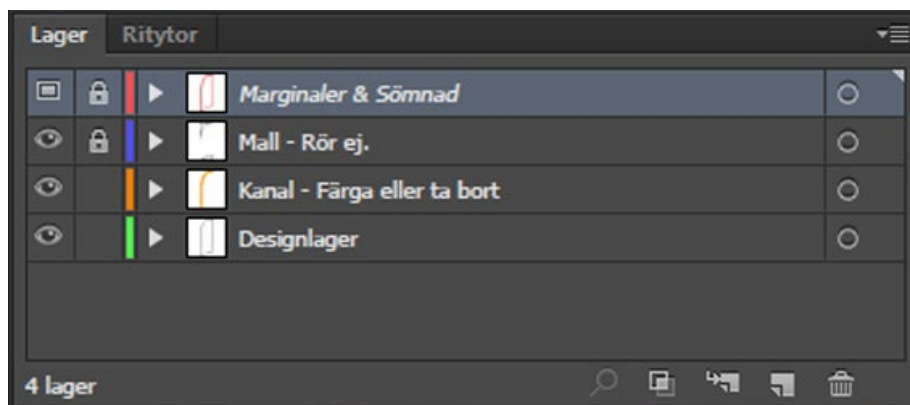 Lager Ritytor
Marginaler & Sömnad
Mall - Rör ej.
Kanal - Färga eller ta bort
Designlager
4 lager